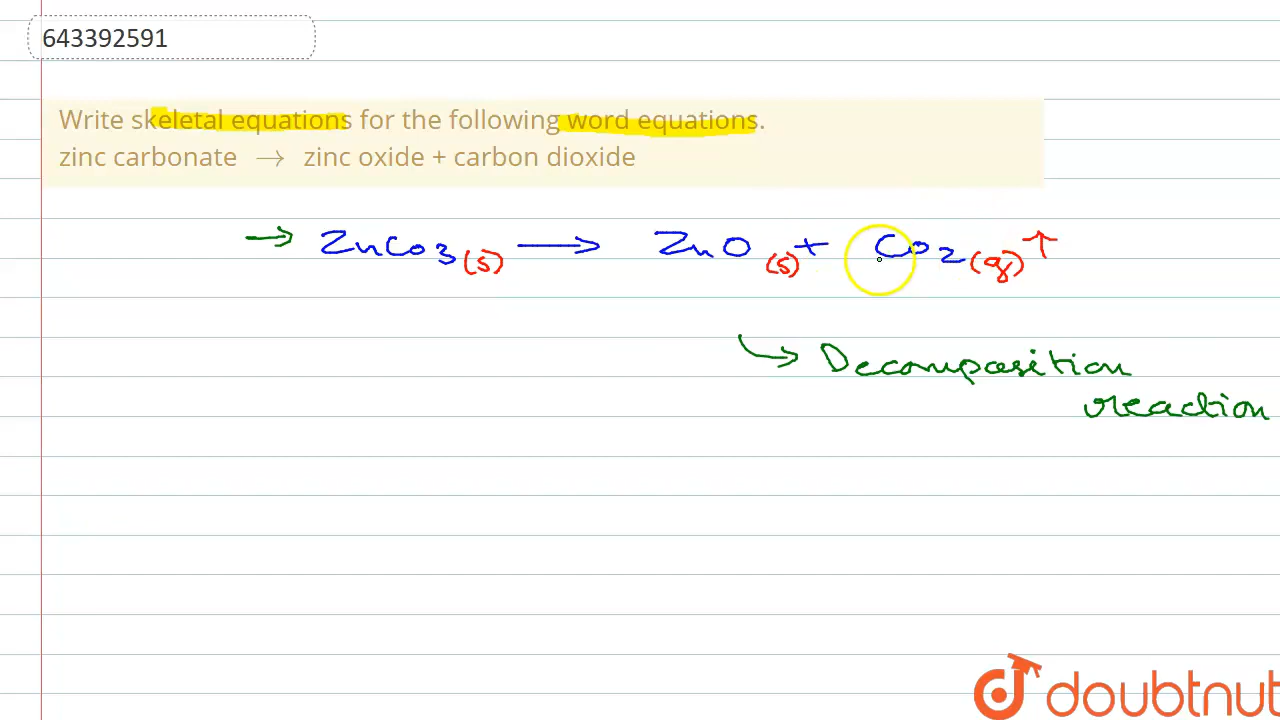 643392591
Write skeletal equations for the following word equations.
zinc carbonate → zinc oxide + carbon dioxide
→ ZnCo3(s) → ZnO(s) + Co2(g)↑
↳ Decomposition
reaction
doubtnut